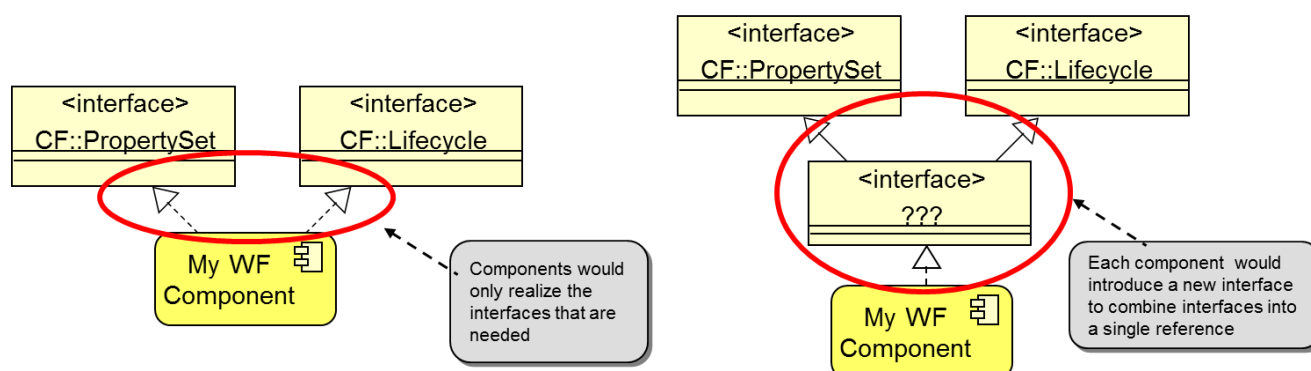 <interface>
CF::PropertySet
<interface>
CF::Lifecycle
My WF
Component
Components would
only realize the
interfaces that are
needed
<interface>
CF::PropertySet
<interface>
CF::Lifecycle
<interface>
???
My WF
Component
Each component would
introduce a new interface
to combine interfaces into
a single reference